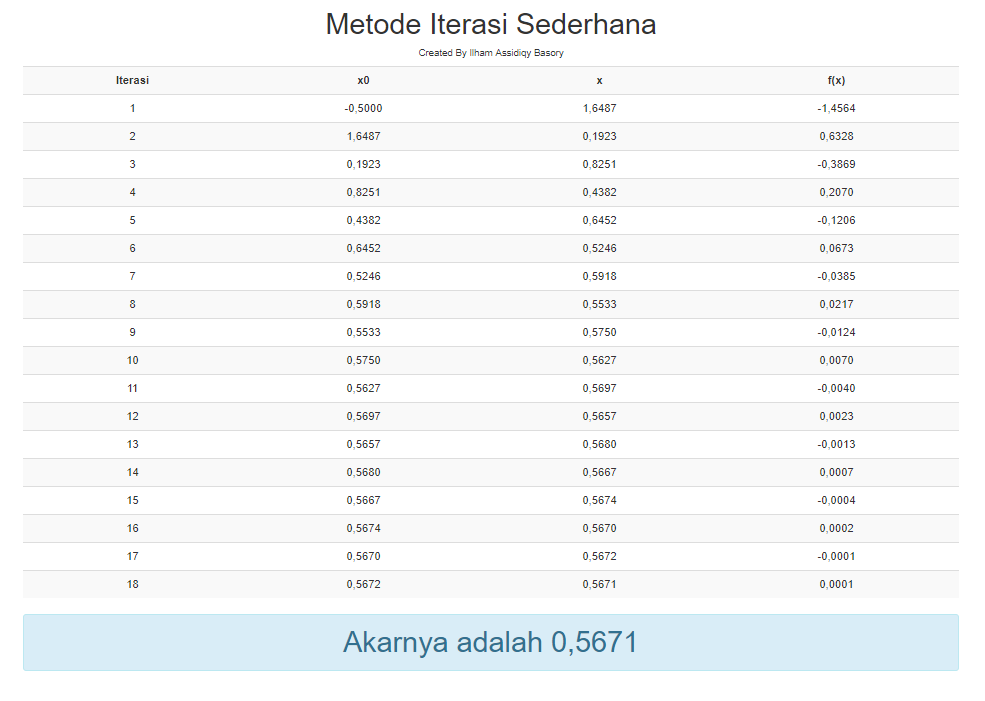 Metode Iterasi Sederhana
Created By Ilham Assidiqy Basory
Iterasi x0 x f(x)
1 -0,5000 1,6487 -1,4564
2 1,6487 0,1923 0,6328
3 0,1923 0,8251 -0,3869
4 0,8251 0,4382 0,2070
5 0,4382 0,6452 -0,1206
6 0,6452 0,5246 0,0673
7 0,5246 0,5918 -0,0385
8 0,5918 0,5533 0,0217
9 0,5533 0,5750 -0,0124
10 0,5750 0,5627 0,0070
11 0,5627 0,5697 -0,0040
12 0,5697 0,5657 0,0023
13 0,5657 0,5680 -0,0013
14 0,5680 0,5667 0,0007
15 0,5667 0,5674 -0,0004
16 0,5674 0,5670 0,0002
17 0,5670 0,5672 -0,0001
18 0,5672 0,5671 0,0001
Akarnya adalah 0,5671